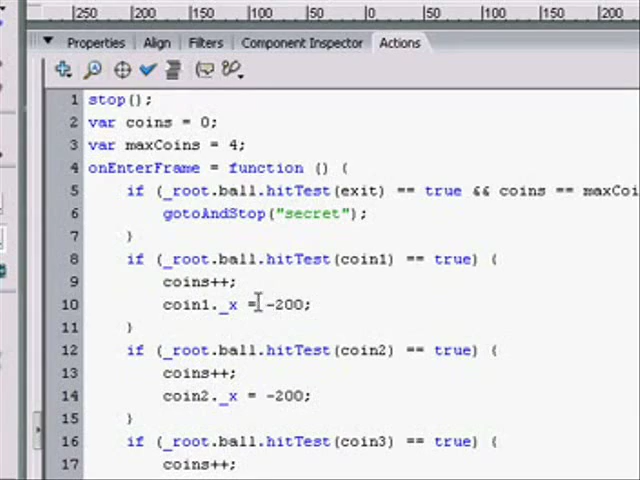 250 200 150 100 50 0 50 100 150 200
Properties Align Filters Component Inspector Actions
1 stop();
2 var coins = 0;
3 var maxCoins = 4;
4 onEnterFrame = function () {
5 if (_root.ball.hitTest(exit) == true && coins == maxCoi
6 gotoAndStop("secret");
7 }
8 if (_root.ball.hitTest(coin1) == true) {
9 coins++;
10 coin1._x = -200;
11 }
12 if (_root.ball.hitTest(coin2) == true) {
13 coins++;
14 coin2._x = -200;
15 }
16 if (_root.ball.hitTest(coin3) == true) {
17 coins++;